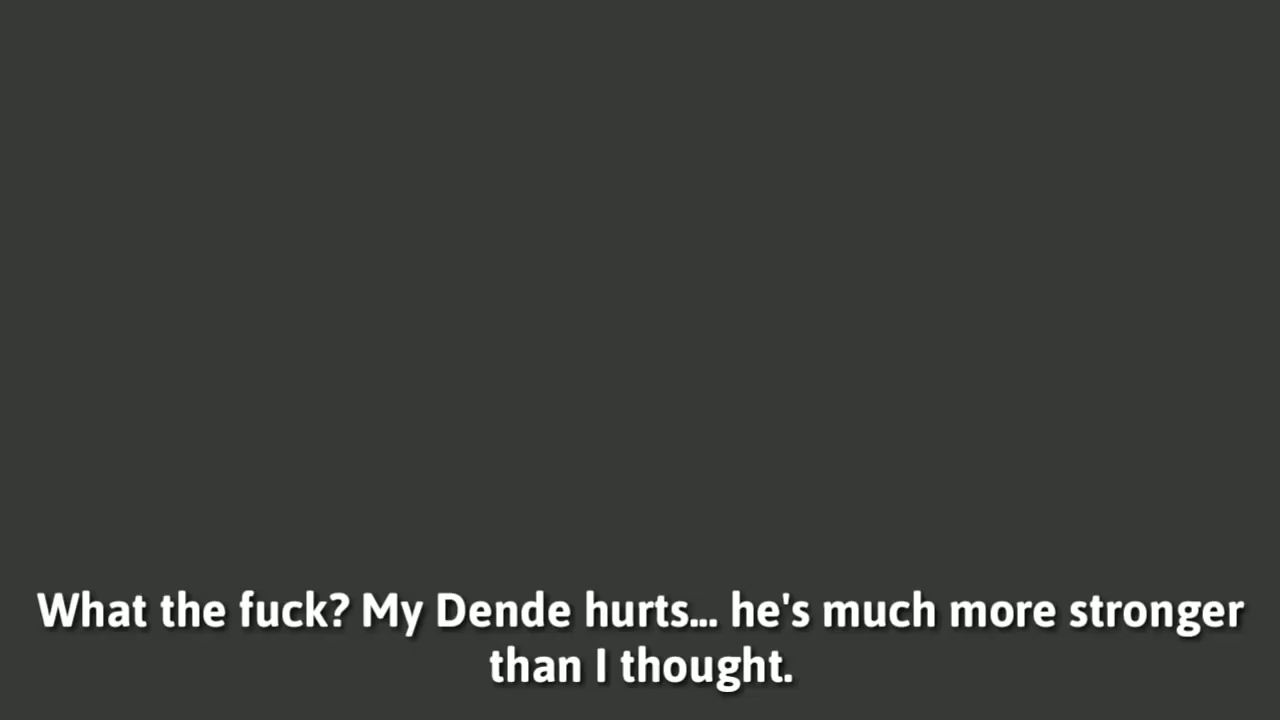 What the fuck? My Dende hurts... he's much more stronger
than I thought.